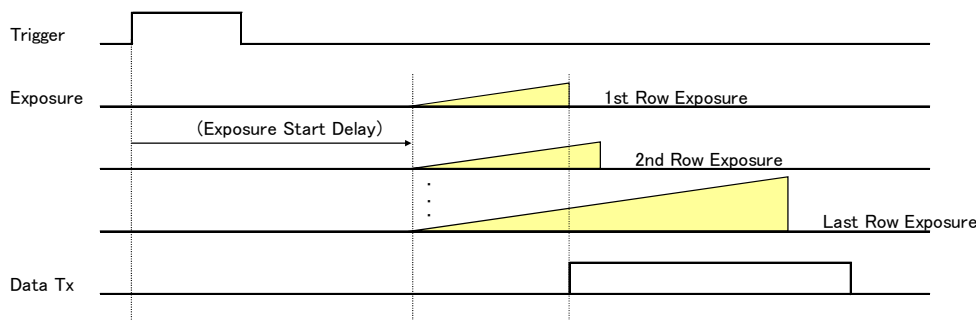 Trigger
Exposure
1st Row Exposure
(Exposure Start Delay)
2nd Row Exposure
Last Row Exposure
Data Tx